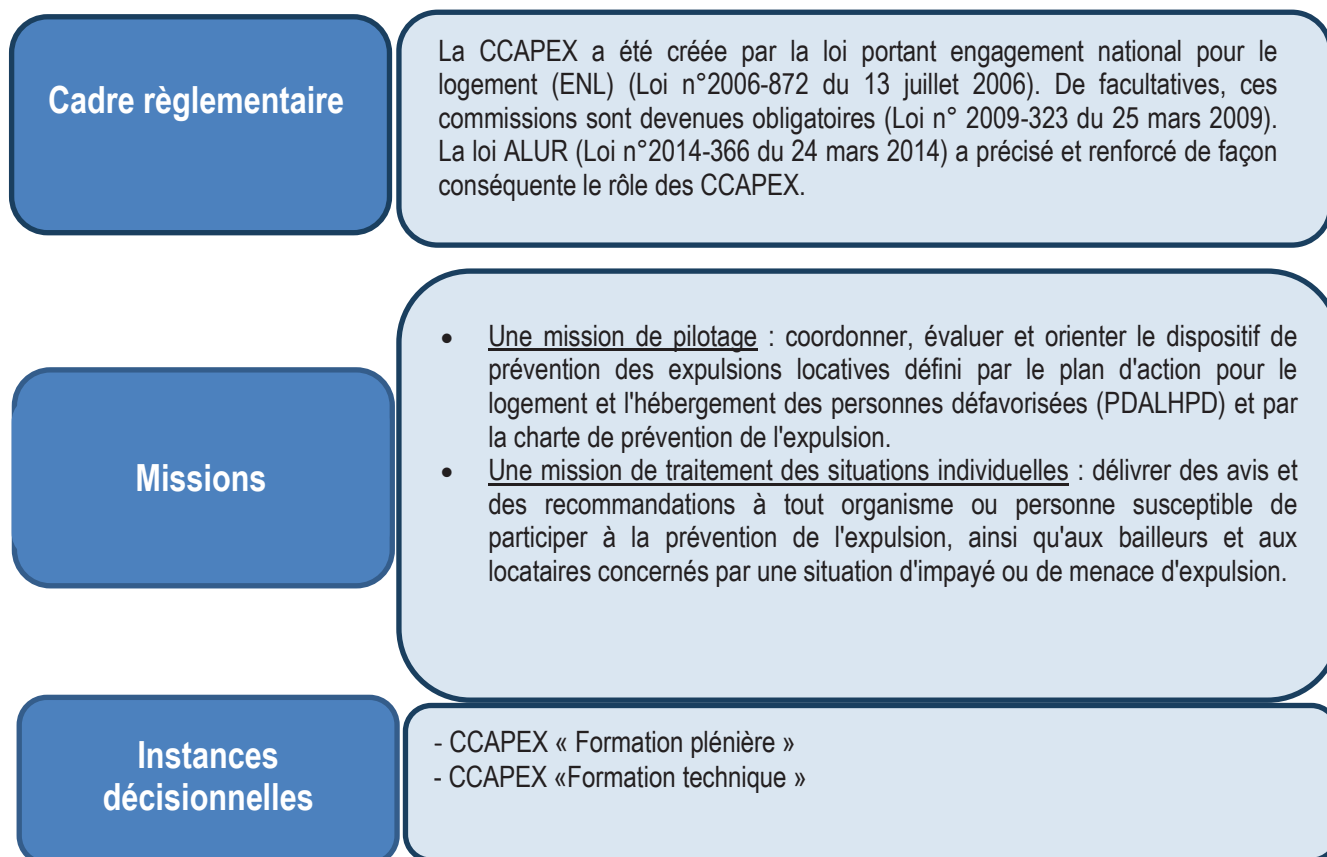 Cadre règlementaire
La CCAPEX a été créée par la loi portant engagement national pour le
logement (ENL) (Loi n°2006-872 du 13 juillet 2006). De facultatives, ces
commissions sont devenues obligatoires (Loi n° 2009-323 du 25 mars 2009).
La loi ALUR (Loi n°2014-366 du 24 mars 2014) a précisé et renforcé de façon
conséquente le rôle des CCAPEX.
Missions
• Une mission de pilotage : coordonner, évaluer et orienter le dispositif de
prévention des expulsions locatives défini par le plan d'action pour le
logement et l'hébergement des personnes défavorisées (PDALHPD) et par
la charte de prévention de l'expulsion.
• Une mission de traitement des situations individuelles : délivrer des avis et
des recommandations à tout organisme ou personne susceptible de
participer à la prévention de l'expulsion, ainsi qu'aux bailleurs et aux
locataires concernés par une situation d'impayé ou de menace d'expulsion.
Instances
décisionnelles
- CCAPEX « Formation plénière »
- CCAPEX «Formation technique »